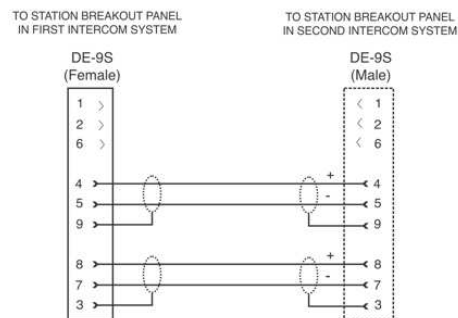 TO STATION BREAKOUT PANEL
IN FIRST INTERCOM SYSTEM
TO STATION BREAKOUT PANEL
IN SECOND INTERCOM SYSTEM
DE-9S
(Female)
DE-9S
(Male)
1 1
2 2
6 6
4 + 4
5 - 5
9 9
8 + 8
7 - 7
3 3